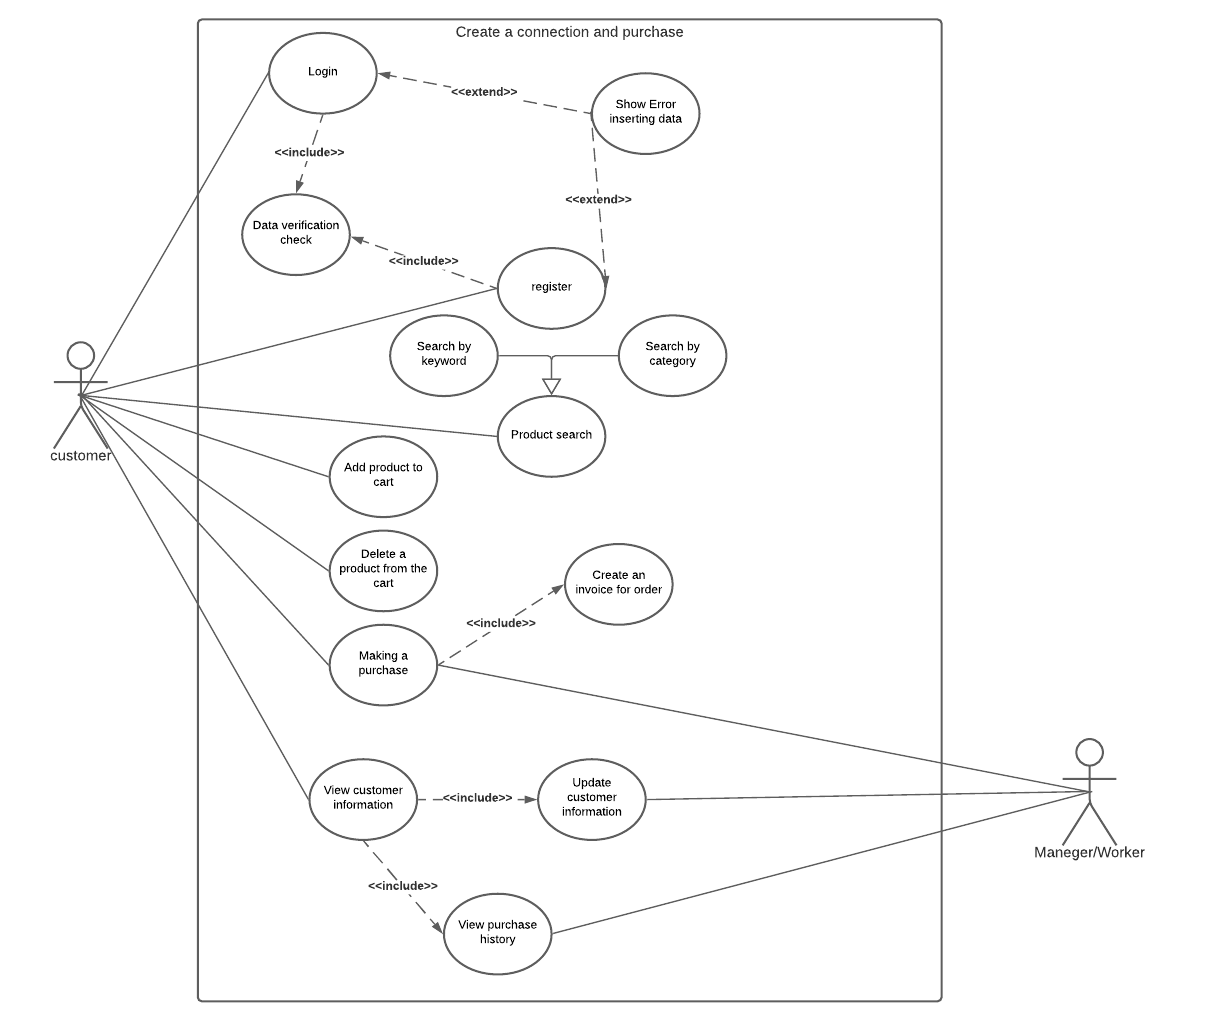 Create a connection and purchase
Login
<<extend>>
Show Error
inserting data
<<include>>
<<extend>>
Data verification
check
<<include>>
register
Search by
keyword
Search by
category
Product search
customer
Add product to
cart
Delete a
product from the
cart
Create an
invoice for order
<<include>>
Making a
purchase
View customer
information
<<include>>
Update
customer
information
Maneger/Worker
<<include>>
View purchase
history